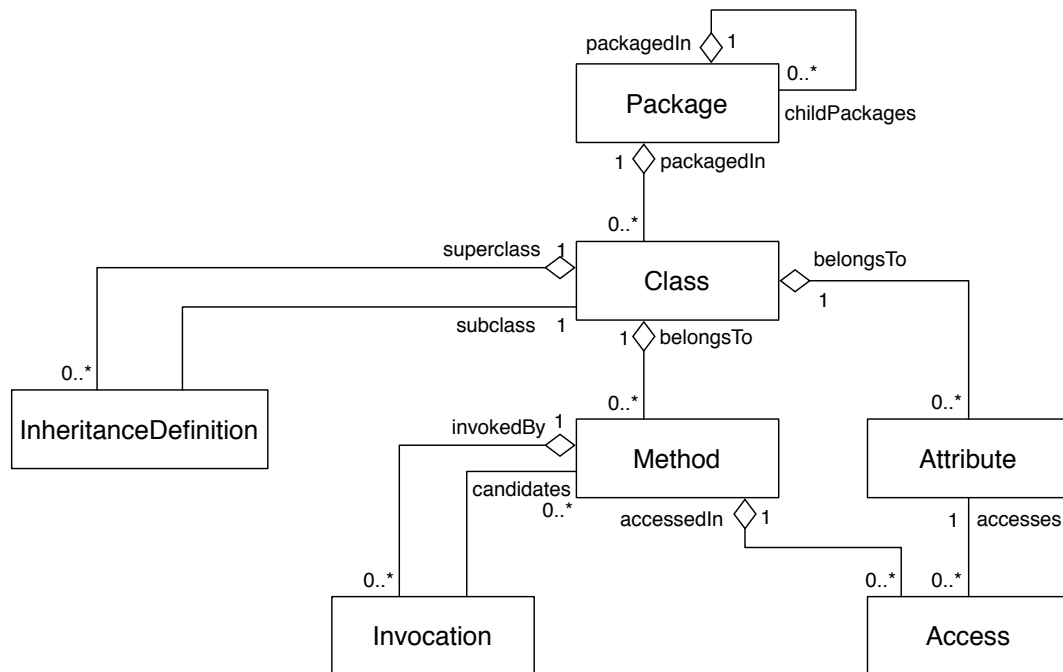 packagedIn 1
0..*
Package
childPackages
1 packagedIn
0..*
superclass 1
Class
belongsTo
1
subclass 1
1 belongsTo
0..*
0..*
0..*
InheritanceDefinition
invokedBy 1
Method
Attribute
candidates
0..*
accessedIn 1
1 accesses
0..*
0..*
0..*
Invocation
Access